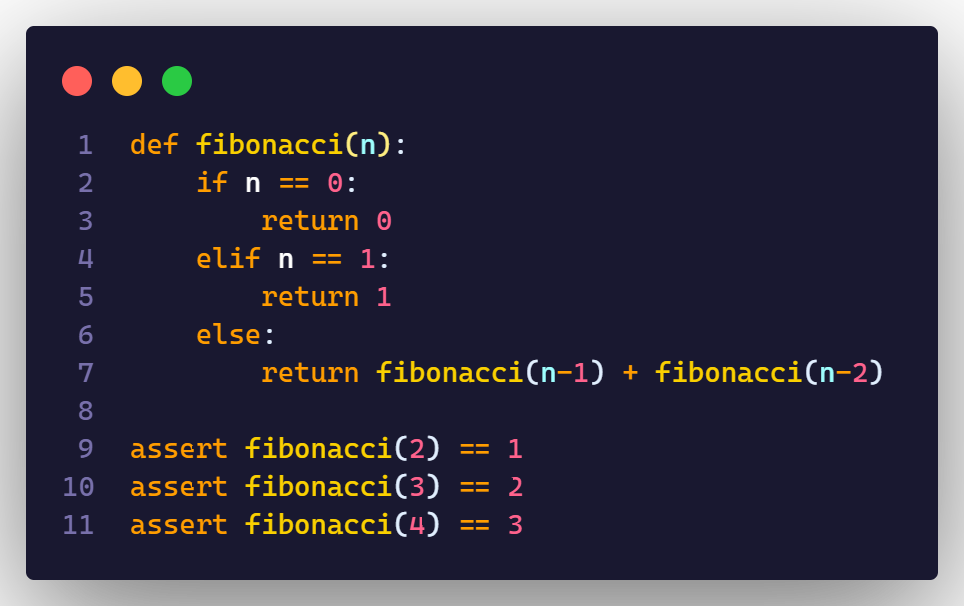 1 def fibonacci(n):
2     if n == 0:
3         return 0
4     elif n == 1:
5         return 1
6     else:
7         return fibonacci(n-1) + fibonacci(n-2)
8
9 assert fibonacci(2) == 1
10 assert fibonacci(3) == 2
11 assert fibonacci(4) == 3